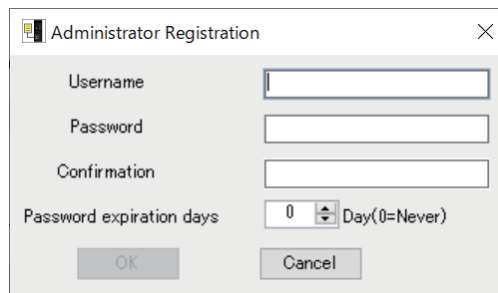 Administrator Registration
Username
Password
Confirmation
Password expiration days 0 Day(0=Never)
OK Cancel